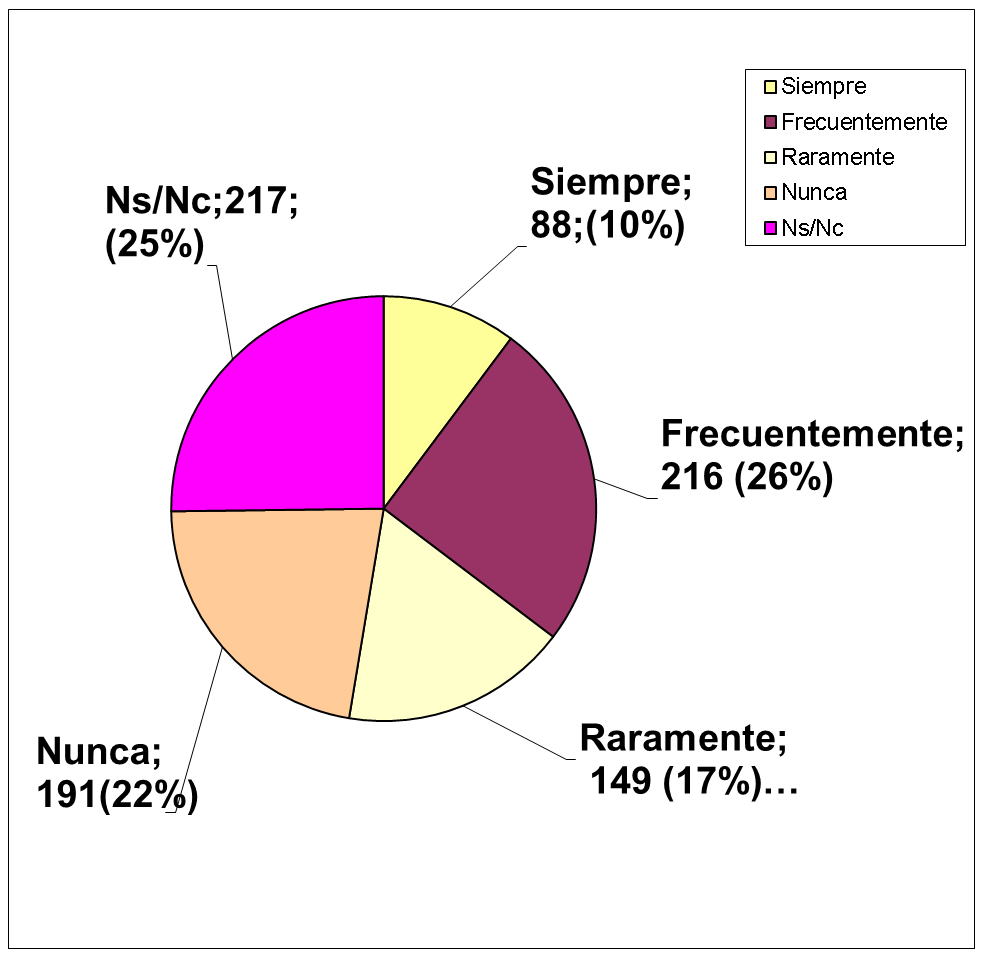 Siempre
Frecuentemente
Raramente
Nunca
Ns/Nc
Siempre;
88;(10%)
Ns/Nc;217;
(25%)
Frecuentemente;
216 (26%)
Raramente;
149 (17%)…
Nunca;
191(22%)